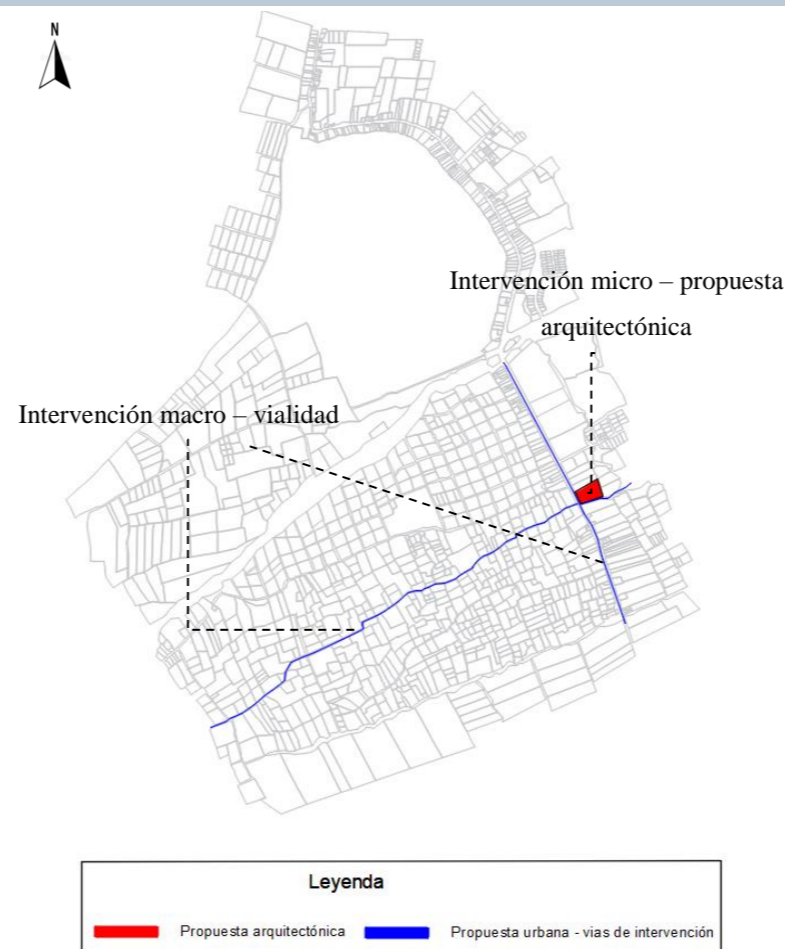 N
Intervención micro – propuesta
arquitectónica
Intervención macro – vialidad
Leyenda
Propuesta arquitectónica
Propuesta urbana - vias de intervención